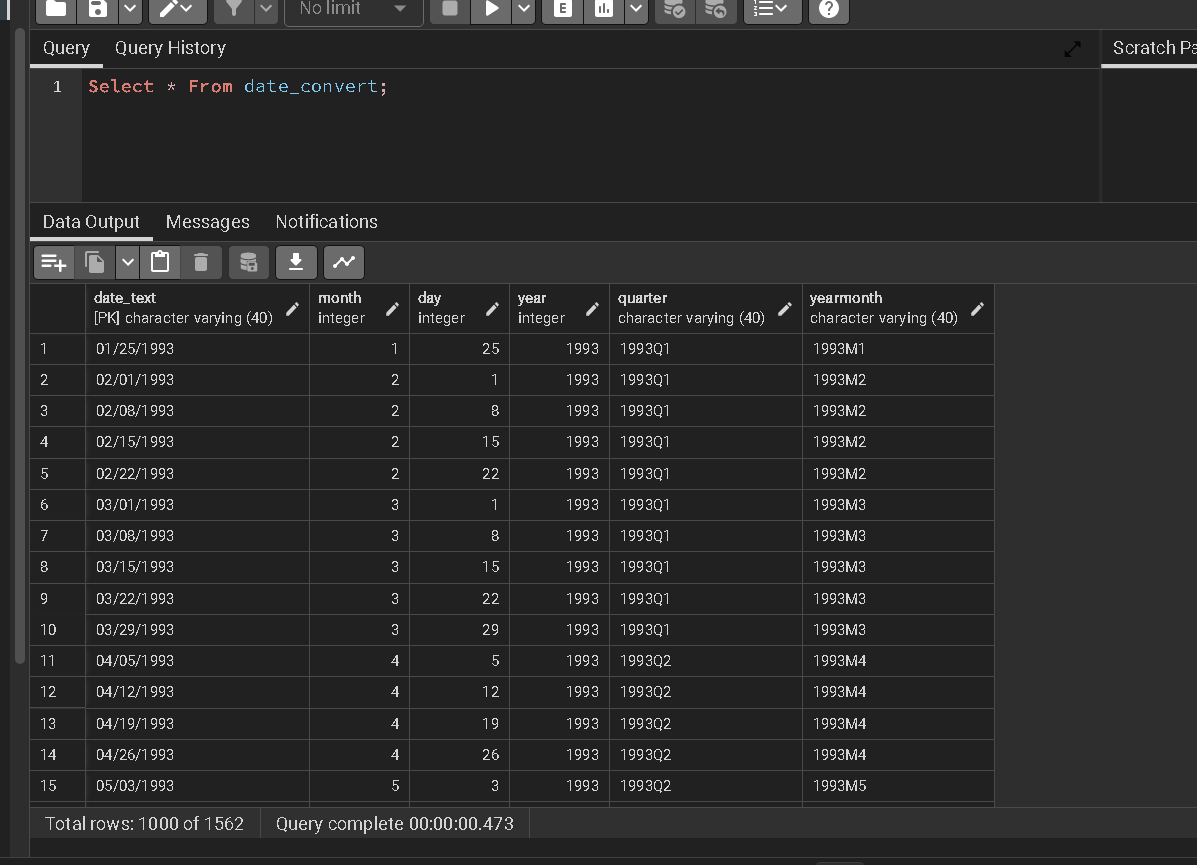 No limit
E
Query Query History Scratch Pa
1 Select * From date_convert;
Data Output Messages Notifications
date_text month day year quarter yearmonth
[PK] character varying (40) integer integer integer character varying (40) character varying (40)
1 01/25/1993 1 25 1993 1993Q1 1993M1
2 02/01/1993 2 1 1993 1993Q1 1993M2
3 02/08/1993 2 8 1993 1993Q1 1993M2
4 02/15/1993 2 15 1993 1993Q1 1993M2
5 02/22/1993 2 22 1993 1993Q1 1993M2
6 03/01/1993 3 1 1993 1993Q1 1993M3
7 03/08/1993 3 8 1993 1993Q1 1993M3
8 03/15/1993 3 15 1993 1993Q1 1993M3
9 03/22/1993 3 22 1993 1993Q1 1993M3
10 03/29/1993 3 29 1993 1993Q1 1993M3
11 04/05/1993 4 5 1993 1993Q2 1993M4
12 04/12/1993 4 12 1993 1993Q2 1993M4
13 04/19/1993 4 19 1993 1993Q2 1993M4
14 04/26/1993 4 26 1993 1993Q2 1993M4
15 05/03/1993 5 3 1993 1993Q2 1993M5
Total rows: 1000 of 1562 Query complete 00:00:00.473